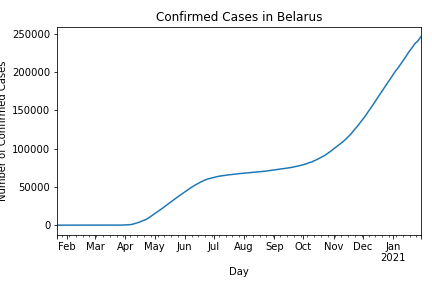 Confirmed Cases in Belarus
Number of Confirmed Cases
250000
200000
150000
100000
50000
0
Feb Mar Apr May Jun Jul Aug Sep Oct Nov Dec Jan
2021
Day